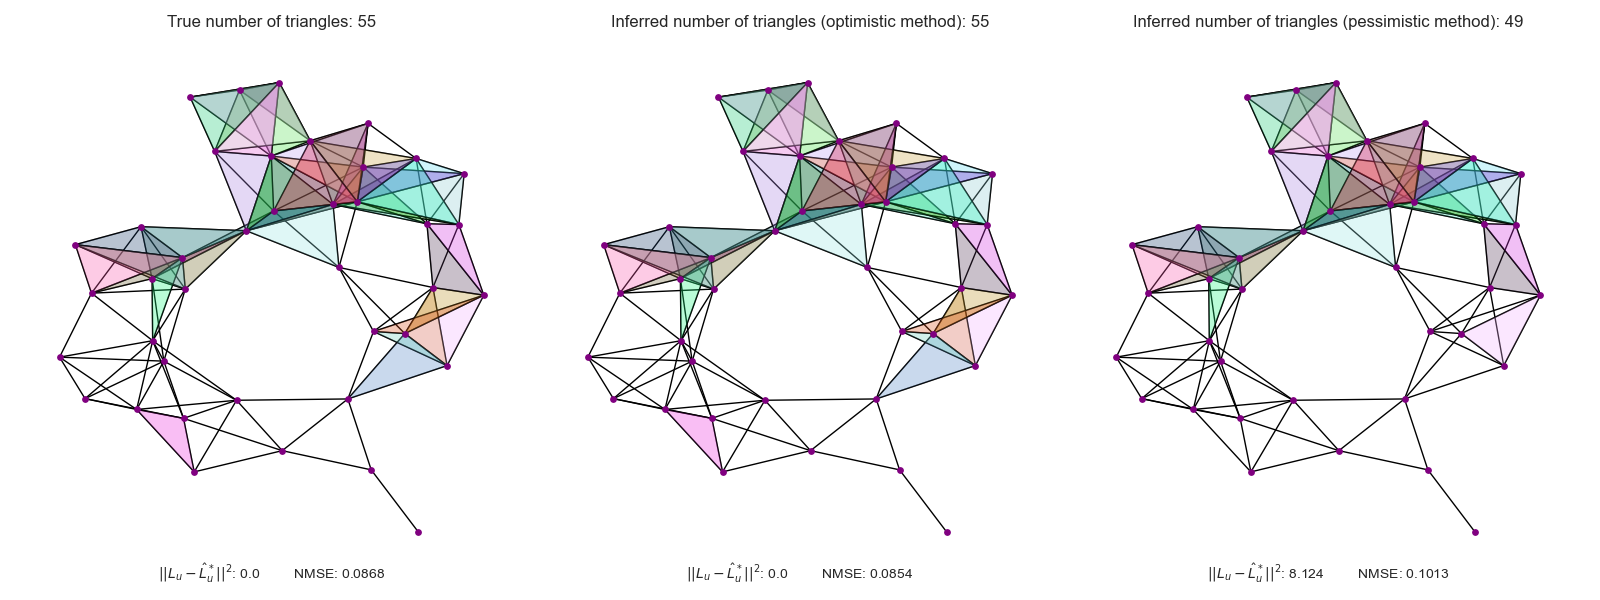 True number of triangles: 55
Inferred number of triangles (optimistic method): 55
Inferred number of triangles (pessimistic method): 49
$||L_u - \hat{L}_u^*||^2$: 0.0 NMSE: 0.0868
$||L_u - \hat{L}_u^*||^2$: 0.0 NMSE: 0.0854
$||L_u - \hat{L}_u^*||^2$: 8.124 NMSE: 0.1013